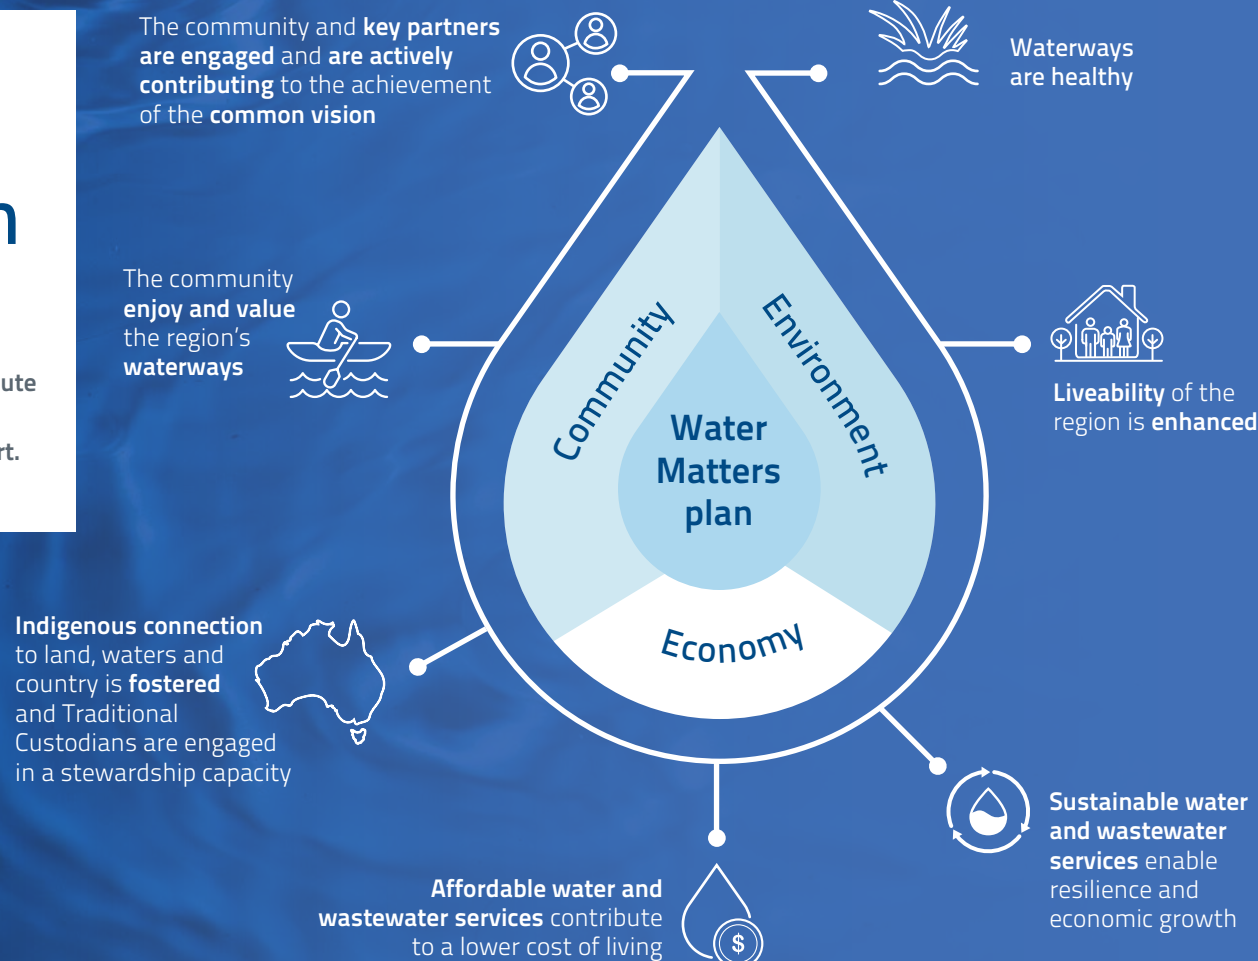 The community and key partners
are engaged and are actively
contributing to the achievement
of the common vision
Waterways
are healthy
The community
enjoy and value
the region's
waterways
Liveability of the
region is enhanced
Community
Environment
Water
Matters
plan
Economy
Indigenous connection
to land, waters and
country is fostered
and Traditional
Custodians are engaged
in a stewardship capacity
Sustainable water
and wastewater
services enable
resilience and
economic growth
Affordable water and
wastewater services contribute
to a lower cost of living
$